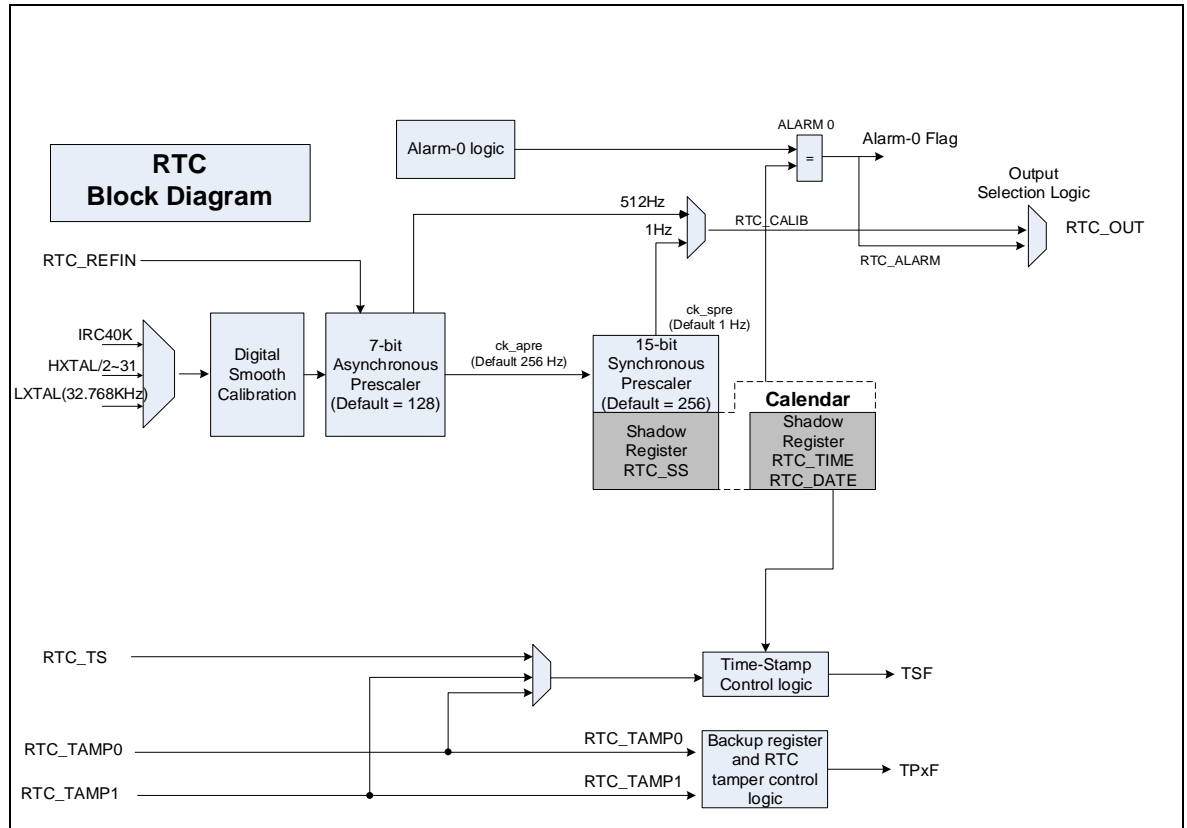 ALARM 0
Alarm-0 logic
=
Alarm-0 Flag
RTC
Block Diagram
Output
Selection Logic
512Hz
RTC_CALIB
RTC_OUT
1Hz
RTC_REFIN
RTC_ALARM
ck_spre
(Default 1 Hz)
IRC40K
HXTAL/2~31
LXTAL(32.768KHz)
Digital
Smooth
Calibration
7-bit
Asynchronous
Prescaler
(Default = 128)
ck_apre
(Default 256 Hz)
15-bit
Synchronous
Prescaler
(Default = 256)
Calendar
Shadow
Register
RTC_SS
Shadow
Register
RTC_TIME
RTC_DATE
RTC_TS
Time-Stamp
Control logic
TSF
RTC_TAMP0
RTC_TAMP0
RTC_TAMP1
RTC_TAMP1
Backup register
and RTC
tamper control
logic
TPxF